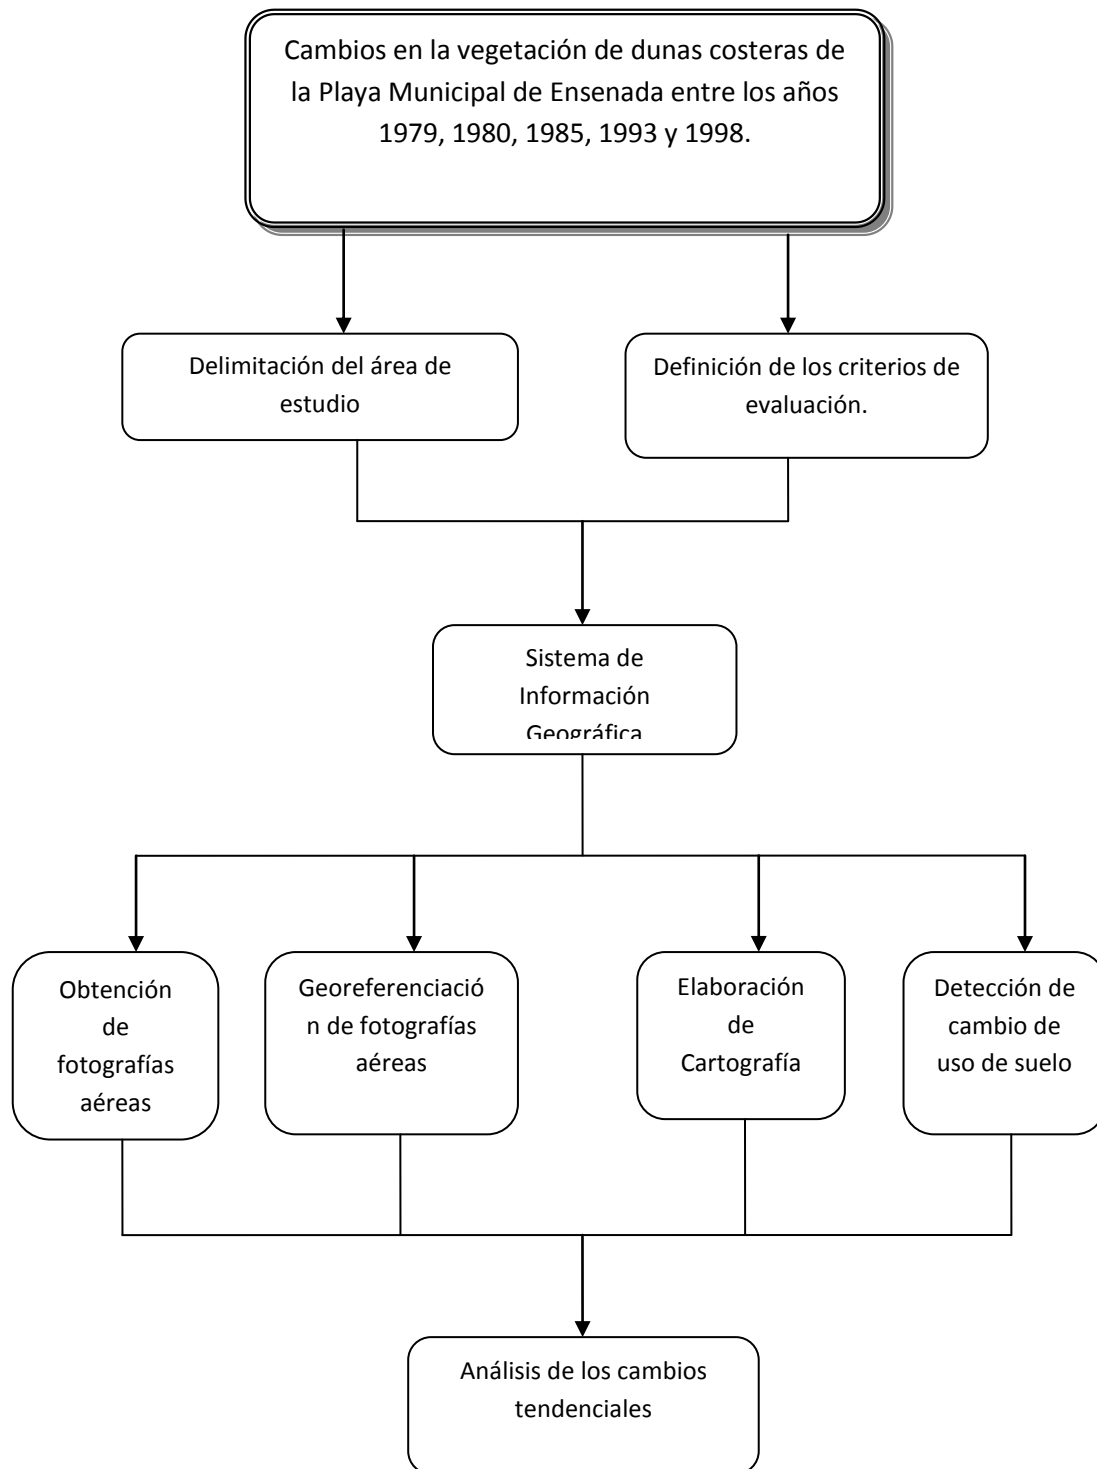 Cambios en la vegetación de dunas costeras de
la Playa Municipal de Ensenada entre los años
1979, 1980, 1985, 1993 y 1998.
Delimitación del área de
estudio
Definición de los criterios de
evaluación.
Sistema de
Información
Geográfica
Obtención
de
fotografías
aéreas
Georeferenciació
n de fotografías
aéreas
Elaboración
de
Cartografía
Detección de
cambio de
uso de suelo
Análisis de los cambios
tendenciales